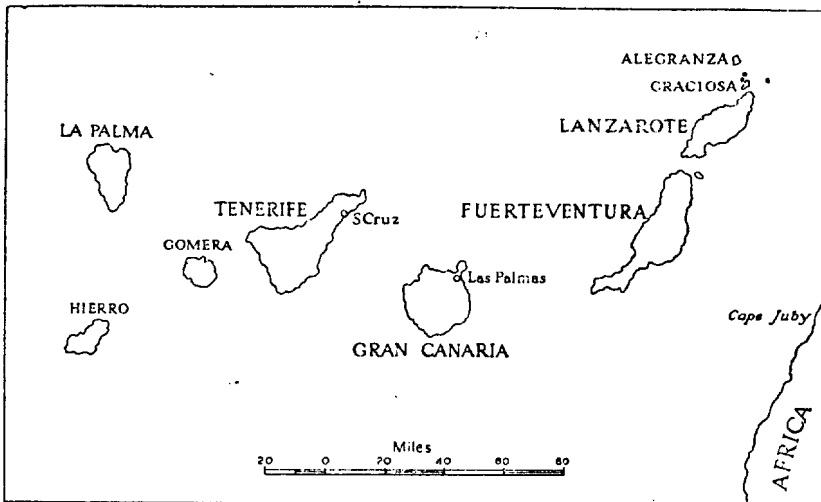 ALEGRANZA
GRACIOSA
LANZAROTE
LA PALMA
TENERIFE
S Cruz
FUERTEVENTURA
GOMERA
Las Palmas
HIERRO
Cape Juby
GRAN CANARIA
AFRICA
Miles
20 0 20 40 60 80